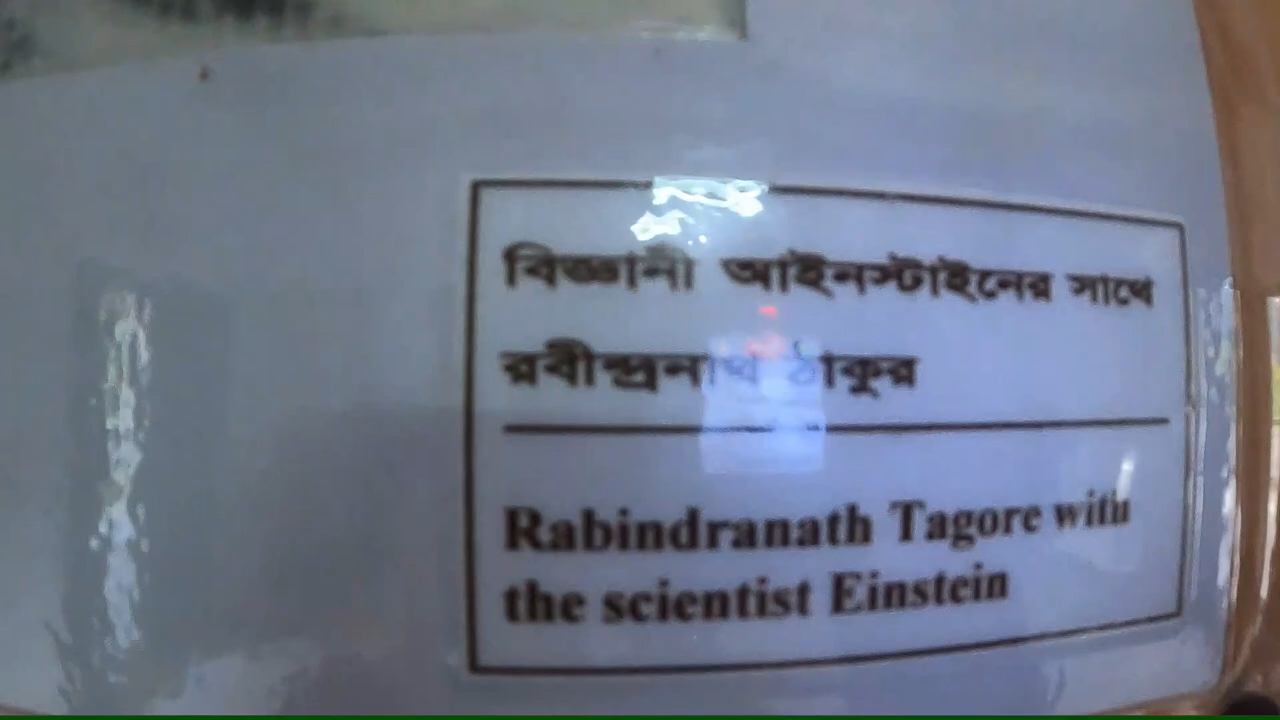 বিজ্ঞানী আইনস্টাইনের সাথে
রবীন্দ্রনাথ ঠাকুর
Rabindranath Tagore with
the scientist Einstein